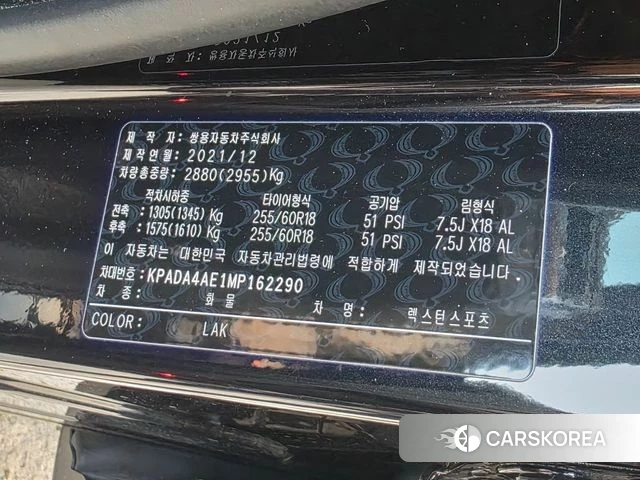 제 작 자: 쌍용자동차주식회사
제작연월: 2021/12
차량총중량: 2880(2955)Kg
적차시하중 타이어형식 공기압 림형식
전축: 1305(1345) Kg 255/60R18 51 PSI 7.5J X18 AL
후축: 1575(1610) Kg 255/60R18 51 PSI 7.5J X18 AL
이 자동차는 대한민국 자동차관리법령에 적합하게 제작되었습니다.
차대번호: KPADA4AE1MP162290
차 종: 화 물 차 명: 렉스턴스포츠
COLOR: LAK
CARSKOREA